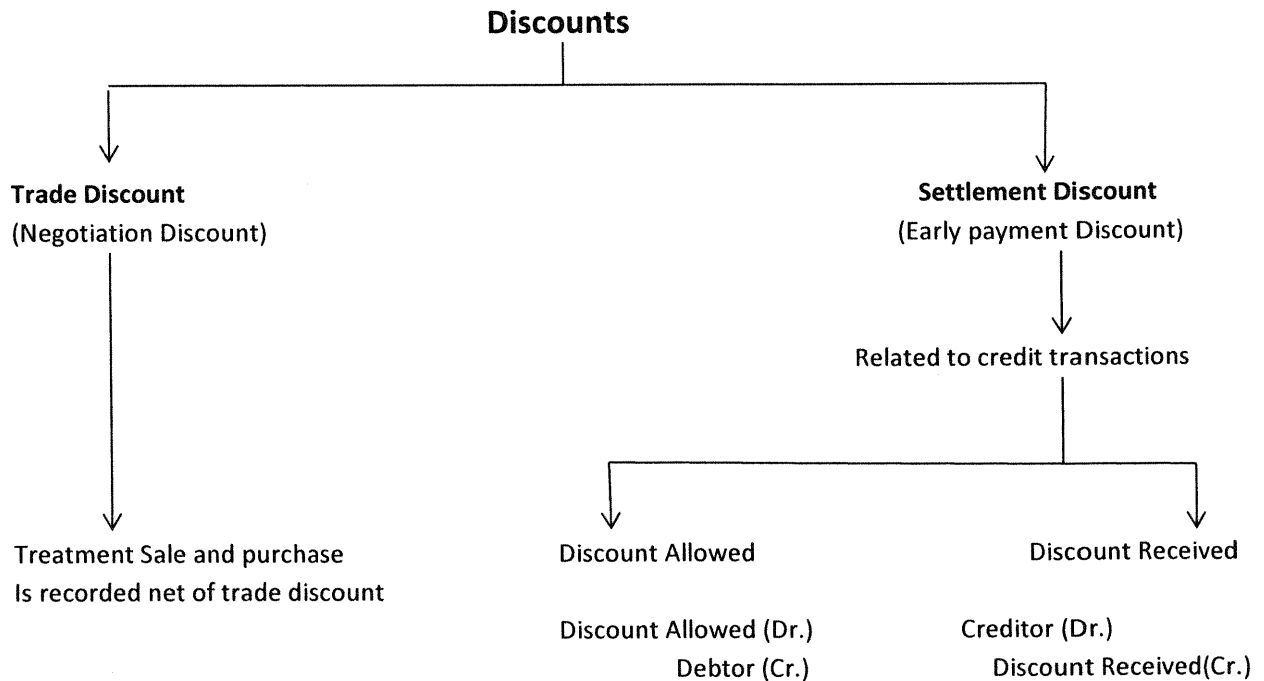 Discounts
Trade Discount
(Negotiation Discount)
Settlement Discount
(Early payment Discount)
Related to credit transactions
Treatment Sale and purchase
Is recorded net of trade discount
Discount Allowed
Discount Allowed (Dr.)
Debtor (Cr.)
Discount Received
Creditor (Dr.)
Discount Received(Cr.)